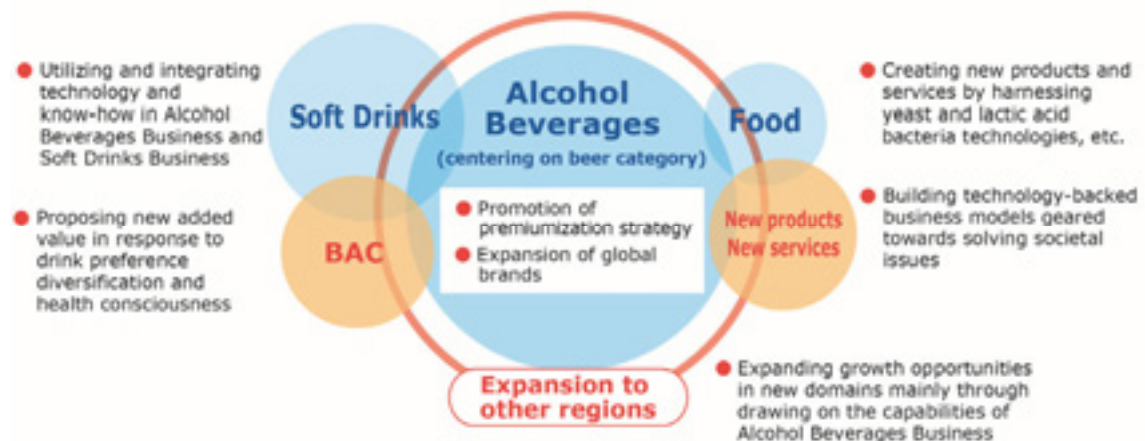 Utilizing and integrating
technology and
know-how in Alcohol
Beverages Business and
Soft Drinks Business
Proposing new added
value in response to
drink preference
diversification and
health consciousness
Soft Drinks
BAC
Alcohol
Beverages
(centering on beer category)
Promotion of
premiumization strategy
Expansion of global
brands
Food
New products
New services
Expansion to
other regions
Creating new products and
services by harnessing
yeast and lactic acid
bacteria technologies, etc.
Building technology-backed
business models geared
towards solving societal
issues
Expanding growth opportunities
in new domains mainly through
drawing on the capabilities of
Alcohol Beverages Business